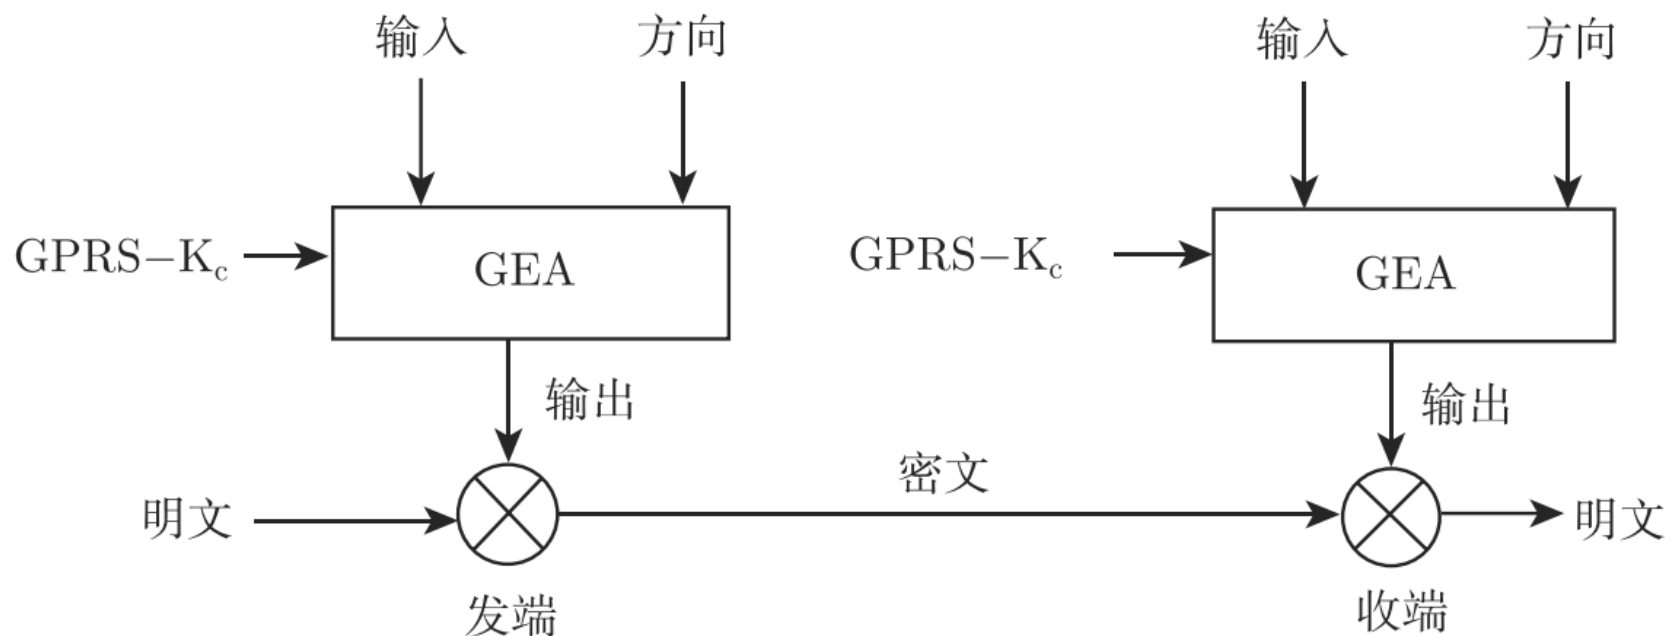 输入 方向 输入 方向
GPRS−Kc GEA GPRS−Kc GEA
输出 输出
密文
明文 明文
发端 收端